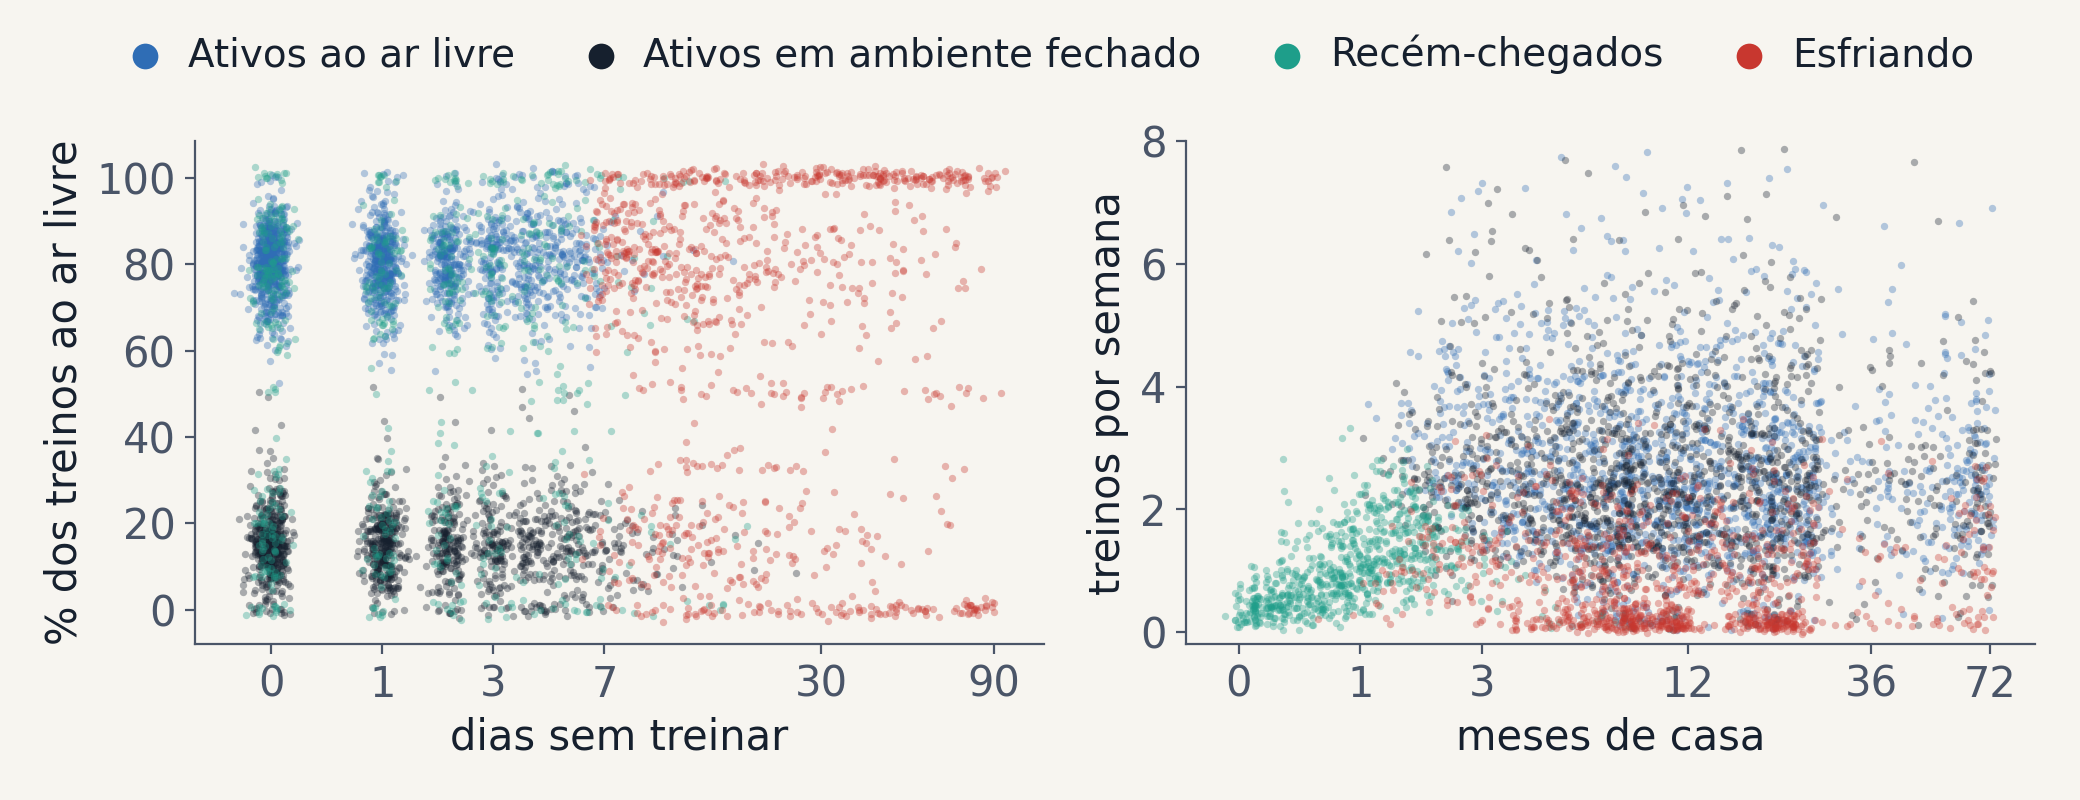 Ativos ao ar livre
Ativos em ambiente fechado
Recém-chegados
Esfriando
% dos treinos ao ar livre
100
80
60
40
20
0
0 1 3 7 30 90
dias sem treinar
treinos por semana
8
6
4
2
0
0 1 3 12 36 72
meses de casa